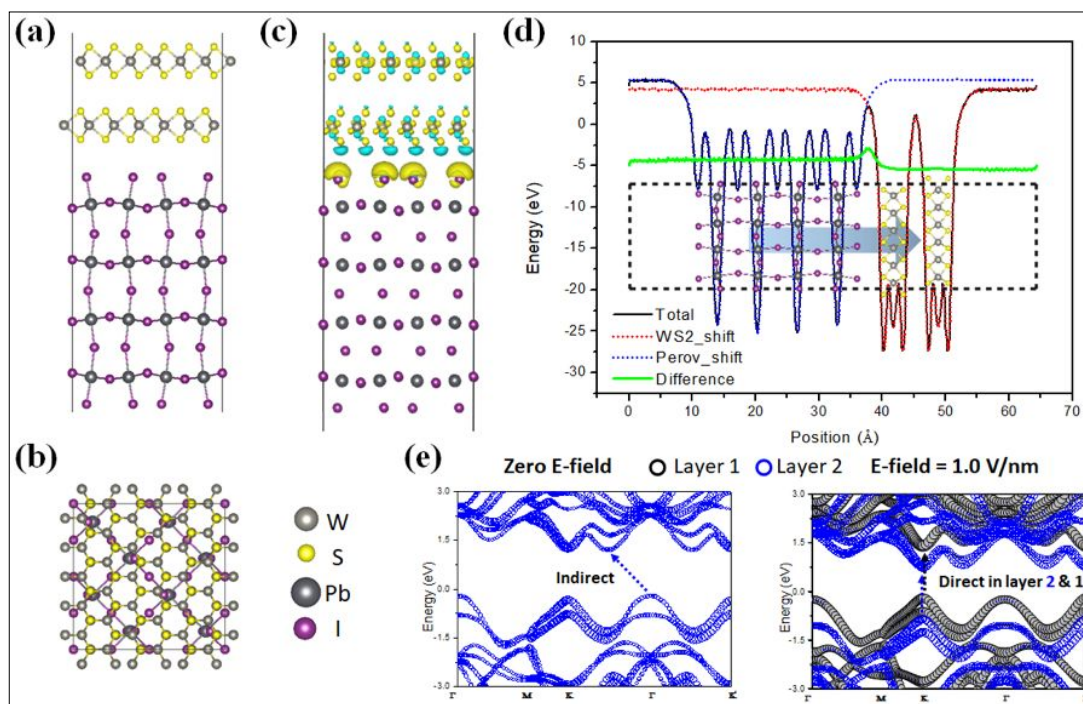 (a)
(c)
(d)
10
5
0
-5
-10
-15
-20
-25
-30
Energy (eV)
Total
WS2_shift
Perov_shift
Difference
0 10 20 30 40 50 60 70
Position (Å)
(b)
W
S
Pb
I
(e)
Zero E-field Layer 1 Layer 2 E-field = 1.0 V/nm
3.0
1.5
0.0
-1.5
-3.0
Energy (eV)
Indirect
Γ M K Γ K
3.0
1.5
0.0
-1.5
-3.0
Energy (eV)
Direct in layer 2 & 1
Γ M K Γ K